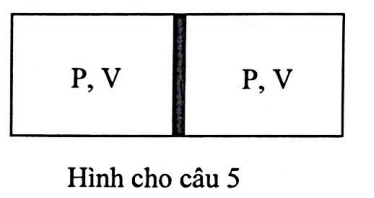 P, V P, V
Hình cho câu 5